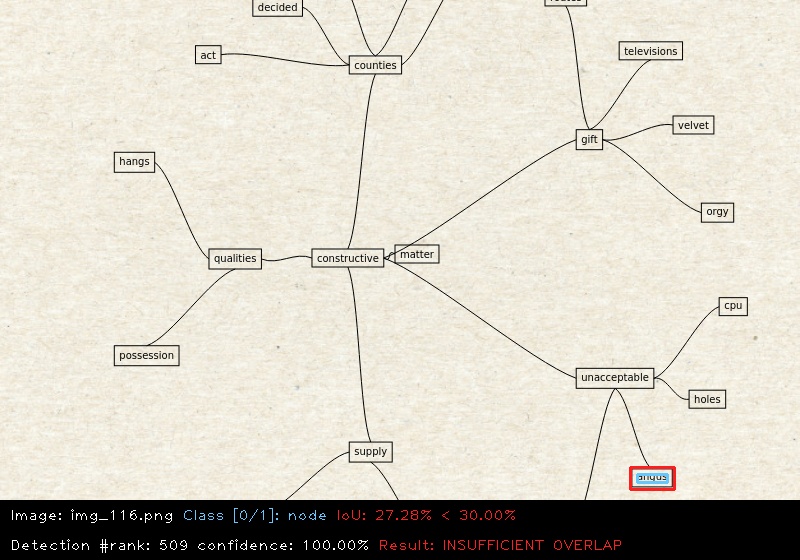 decided
act
counties
televisions
velvet
gift
hangs
orgy
qualities
constructive
matter
cpu
possession
unacceptable
holes
supply
angus
Image: img_116.png Class [0/1]: node IoU: 27.28% < 30.00%
Detection #rank: 509 confidence: 100.00% Result: INSUFFICIENT OVERLAP